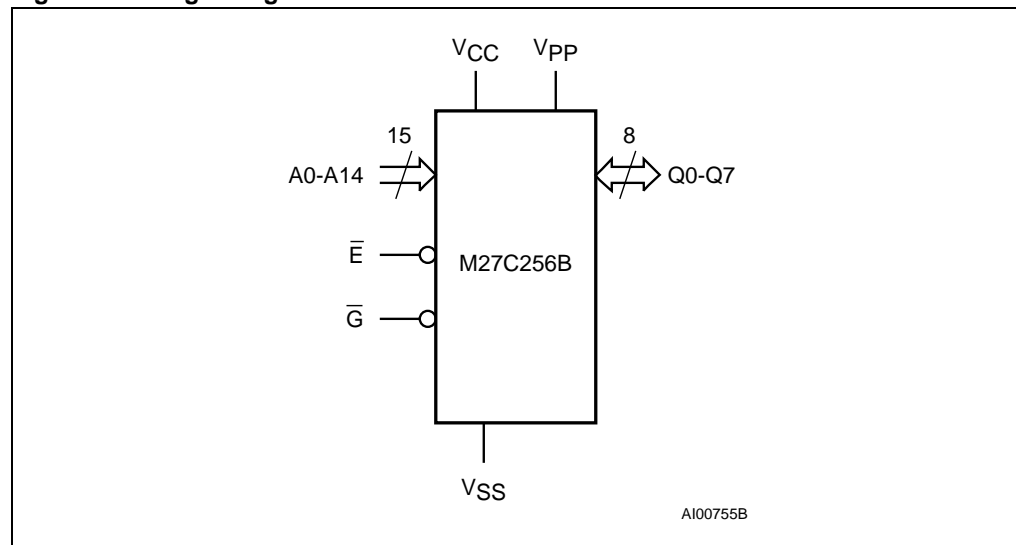 VCC VPP
15 8
A0-A14 Q0-Q7
E M27C256B
G
VSS
AI00755B